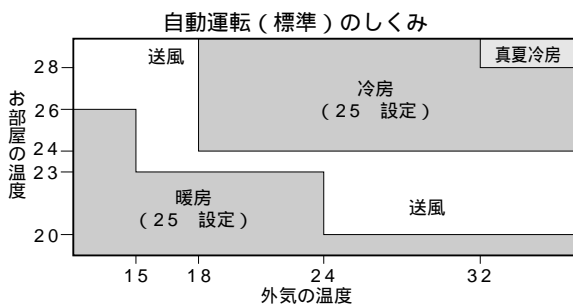 自動運転（標準）のしくみ
送風
真夏冷房
冷房
（25　設定）
28
26
24
23
20
お部屋の温度
暖房
（25　設定）
送風
15
18
24
32
外気の温度